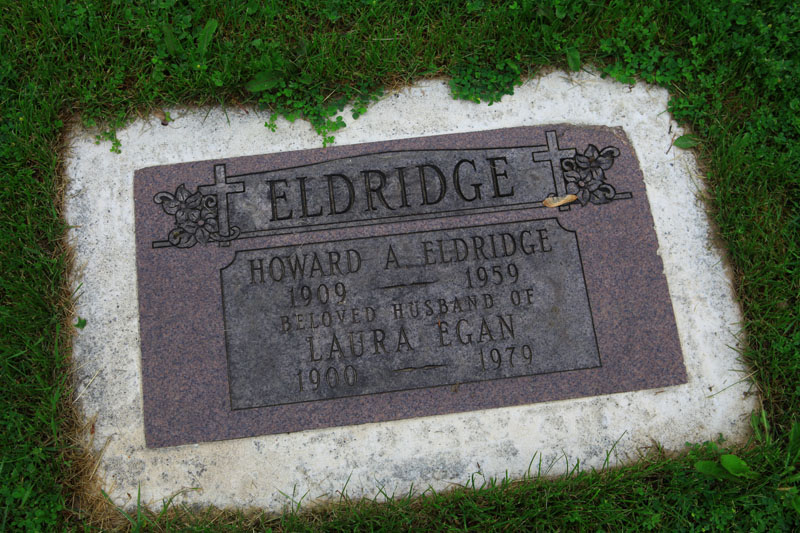 ELDRIDGE
HOWARD A. ELDRIDGE
1909 — 1959
BELOVED HUSBAND OF
LAURA EGAN
1900 — 1979